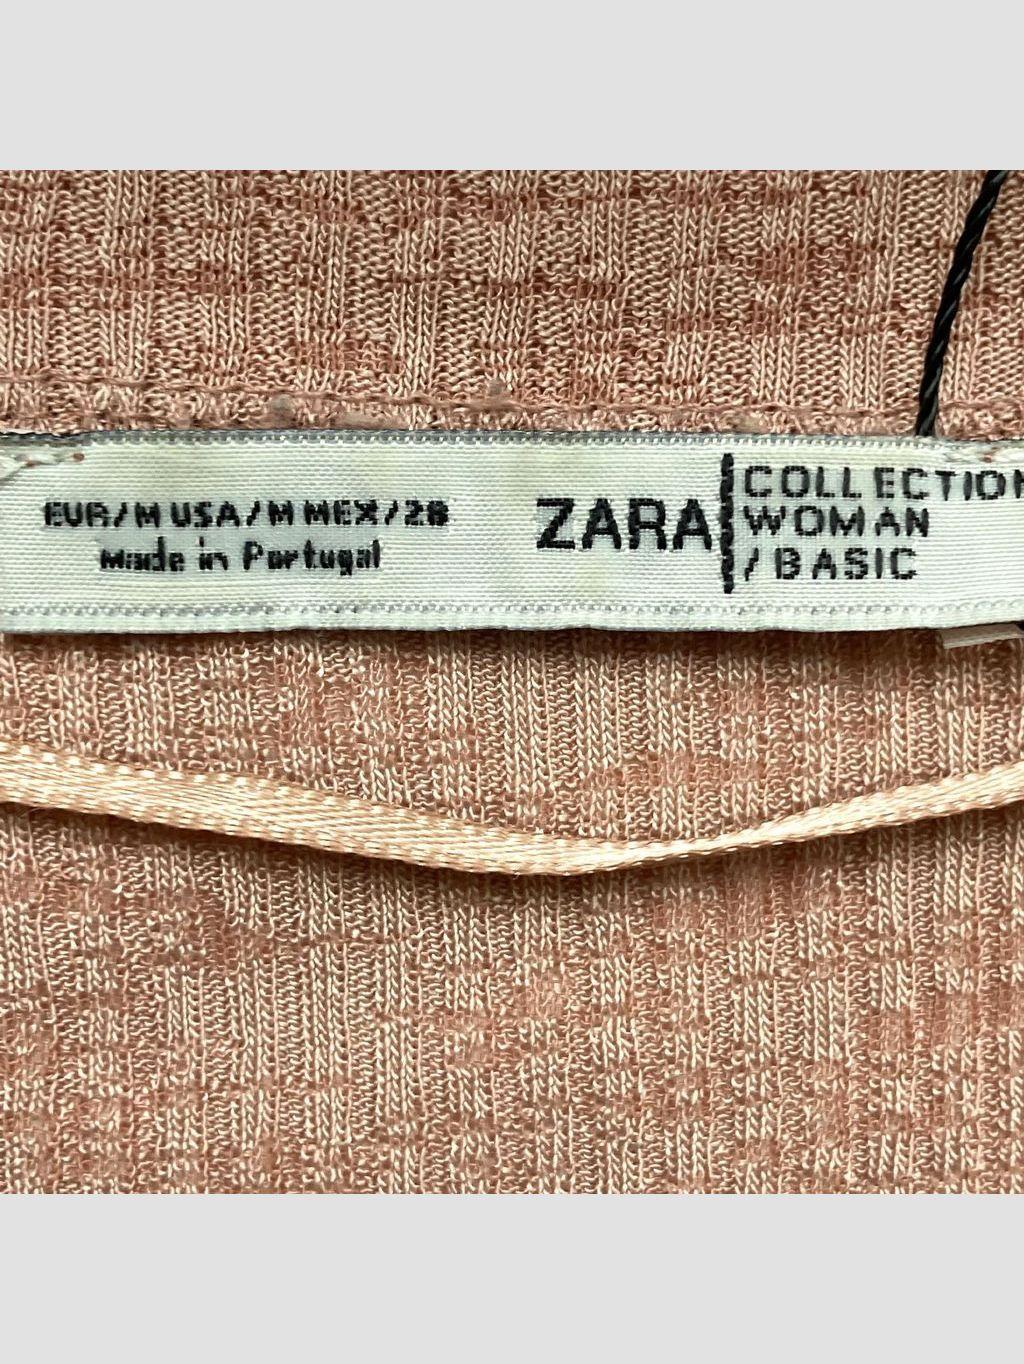 EUR/M USA/M MEX/28
Made in Portugal
ZARA
COLLECTION
WOMAN
/BASIC